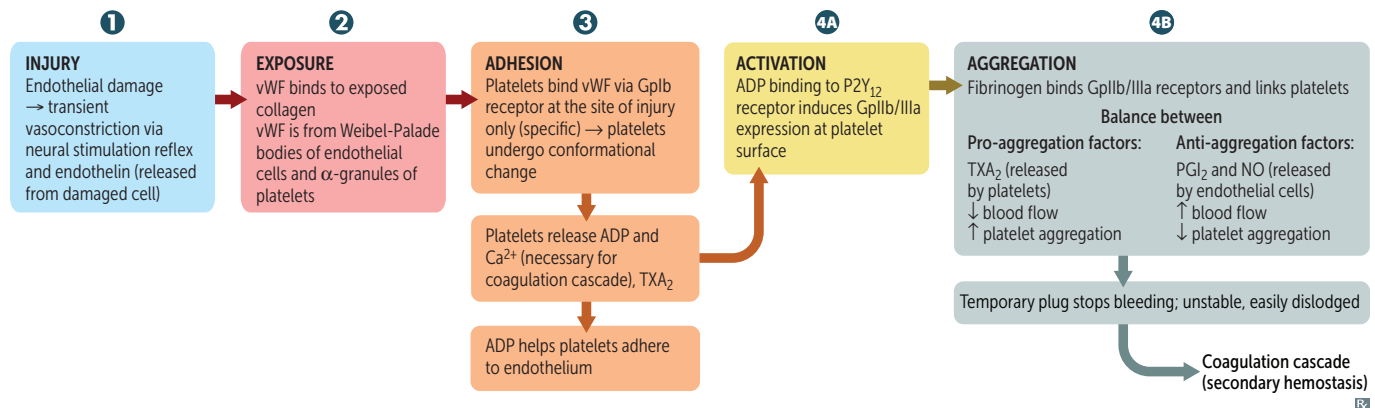 1
INJURY
Endothelial damage
→ transient
vasoconstriction via
neural stimulation reflex
and endothelin (released
from damaged cell)
2
EXPOSURE
vWF binds to exposed
collagen
vWF is from Weibel-Palade
bodies of endothelial
cells and α-granules of
platelets
3
ADHESION
Platelets bind vWF via GpIb
receptor at the site of injury
only (specific) → platelets
undergo conformational
change
Platelets release ADP and
Ca²⁺ (necessary for
coagulation cascade), TXA₂
ADP helps platelets adhere
to endothelium
4A
ACTIVATION
ADP binding to P2Y₁₂
receptor induces GpIIb/IIIa
expression at platelet
surface
4B
AGGREGATION
Fibrinogen binds GpIIb/IIIa receptors and links platelets
Balance between
Pro-aggregation factors:
TXA₂ (released
by platelets)
↓ blood flow
↑ platelet aggregation
Anti-aggregation factors:
PGI₂ and NO (released
by endothelial cells)
↑ blood flow
↓ platelet aggregation
Temporary plug stops bleeding; unstable, easily dislodged
Coagulation cascade
(secondary hemostasis)
Rx